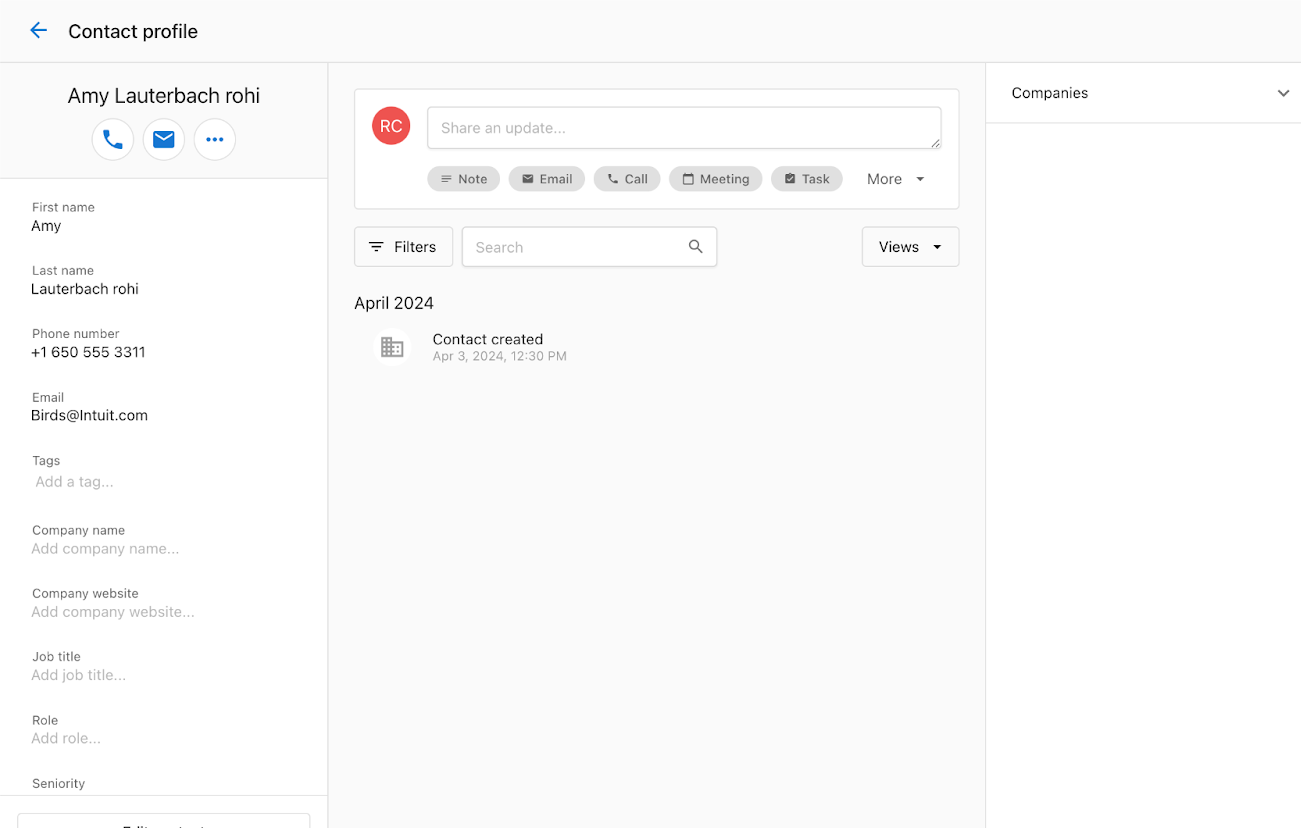 Contact profile
Amy Lauterbach rohi
First name
Amy
Last name
Lauterbach rohi
Phone number
+1 650 555 3311
Email
Birds@Intuit.com
Tags
Add a tag...
Company name
Add company name...
Company website
Add company website...
Job title
Add job title...
Role
Add role...
Seniority
RC
Share an update...
Note Email Call Meeting Task More
Filters Search Views
April 2024
Contact created
Apr 3, 2024, 12:30 PM
Companies